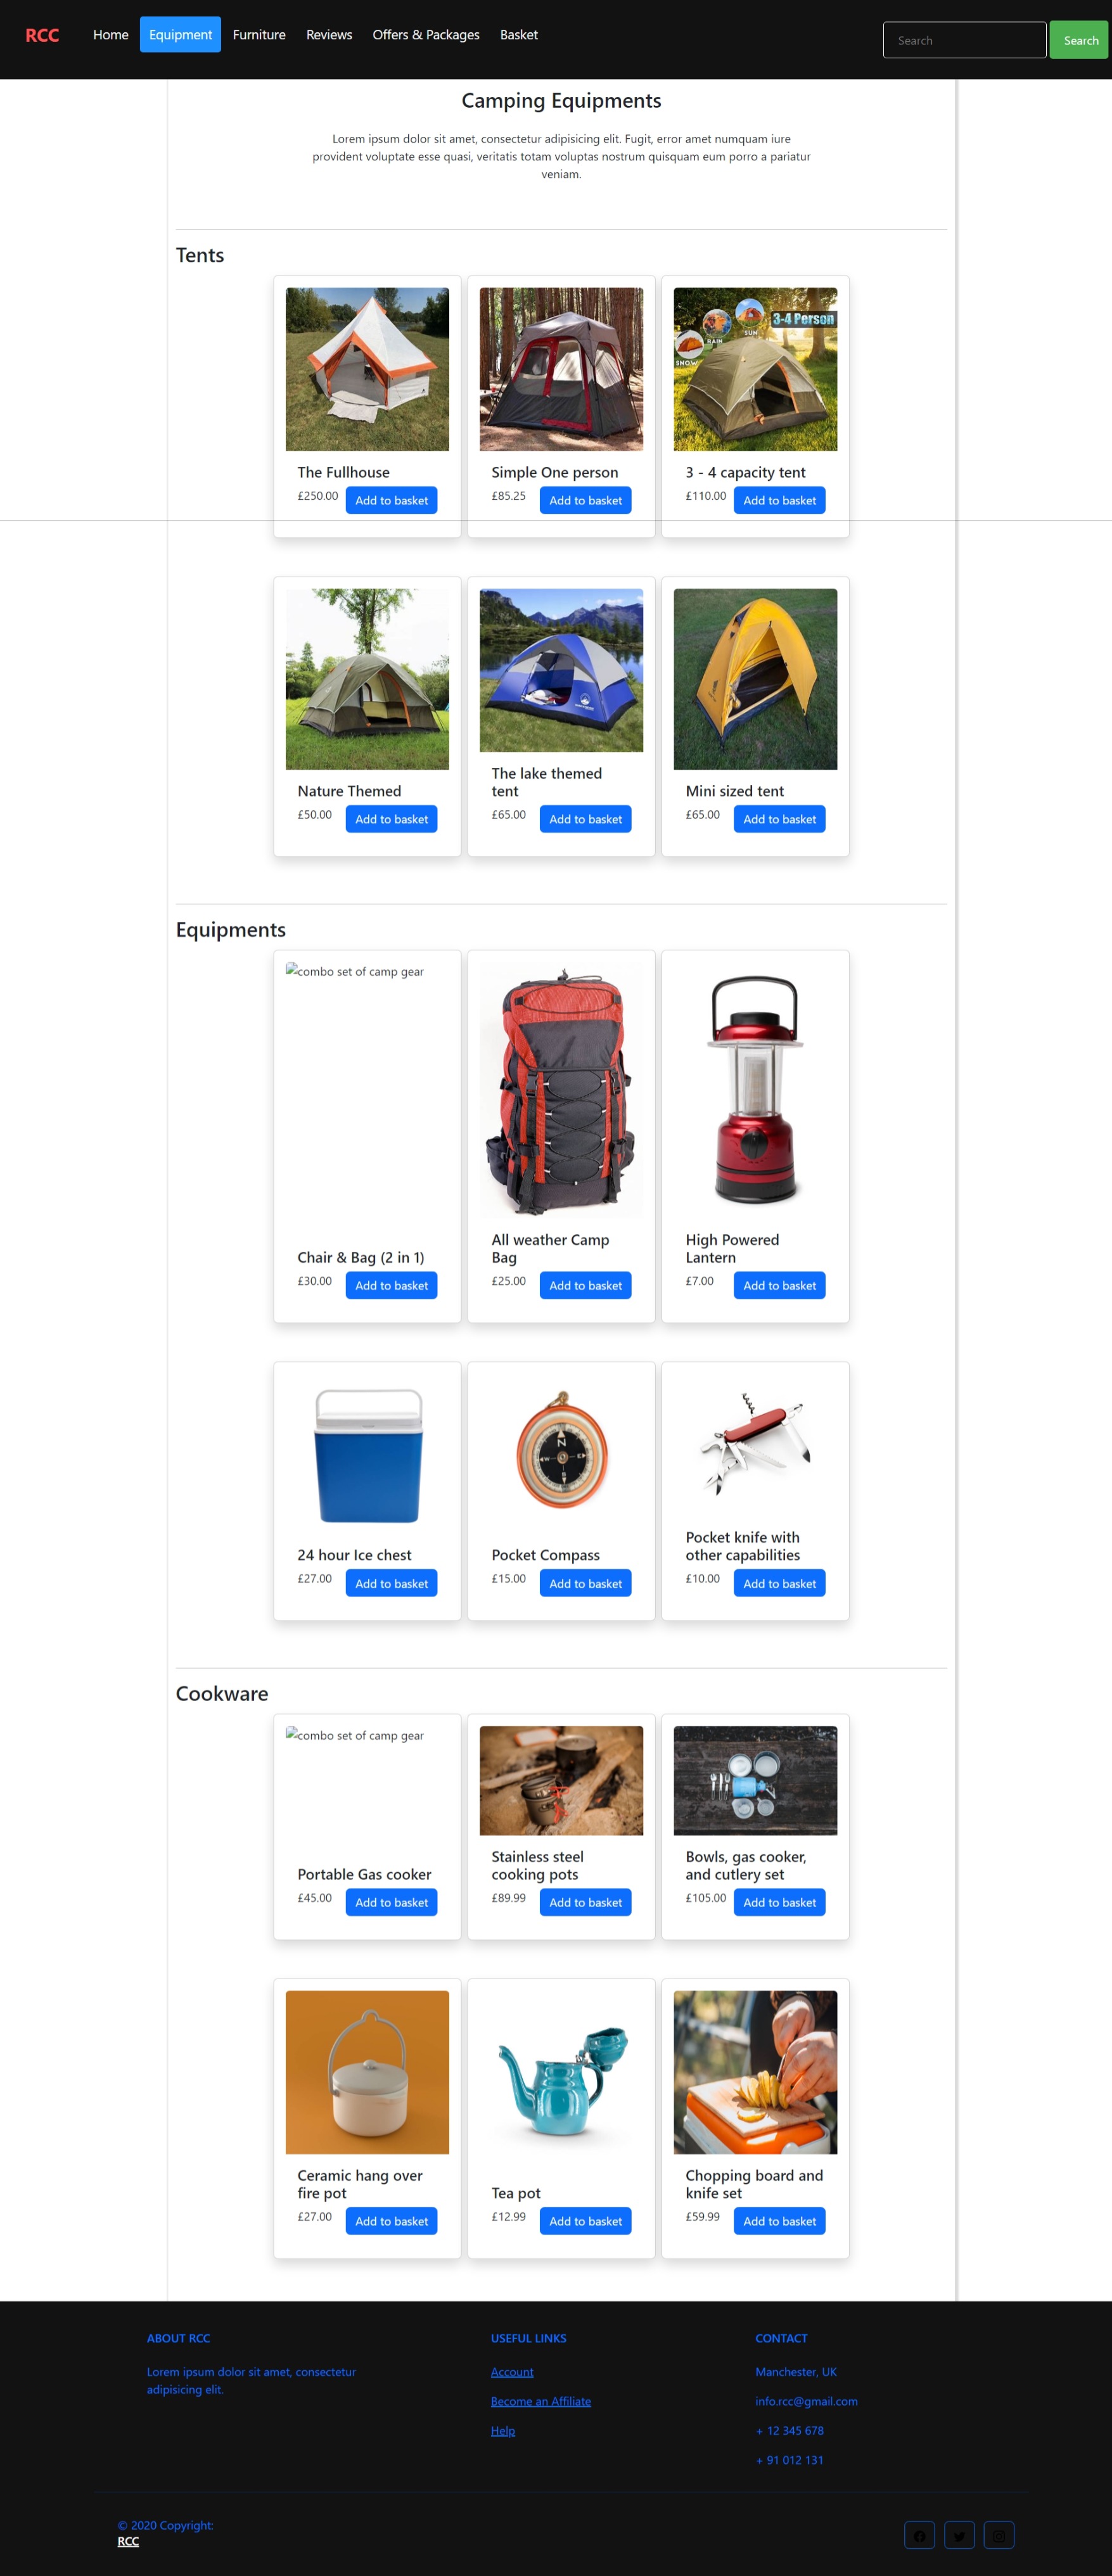 RCC Home Equipment Furniture Reviews Offers & Packages Basket Search Search
Camping Equipments
Lorem ipsum dolor sit amet, consectetur adipisicing elit. Fugit, error amet numquam iure
provident voluptate esse quasi, veritatis totam voluptas nostrum quisquam eum porro a pariatur
veniam.
Tents
3-4 Person
SUN
RAIN
SNOW
The Fullhouse
£250.00 Add to basket
Simple One person
£85.25 Add to basket
3 - 4 capacity tent
£110.00 Add to basket
Nature Themed
£50.00 Add to basket
The lake themed
tent
£65.00 Add to basket
Mini sized tent
£65.00 Add to basket
Equipments
combo set of camp gear
Chair & Bag (2 in 1)
£30.00 Add to basket
All weather Camp
Bag
£25.00 Add to basket
High Powered
Lantern
£7.00 Add to basket
N
E
S
W
24 hour Ice chest
£27.00 Add to basket
Pocket Compass
£15.00 Add to basket
Pocket knife with
other capabilities
£10.00 Add to basket
Cookware
combo set of camp gear
Portable Gas cooker
£45.00 Add to basket
Stainless steel
cooking pots
£89.99 Add to basket
Bowls, gas cooker,
and cutlery set
£105.00 Add to basket
Ceramic hang over
fire pot
£27.00 Add to basket
Tea pot
£12.99 Add to basket
Chopping board and
knife set
£59.99 Add to basket
ABOUT RCC
Lorem ipsum dolor sit amet, consectetur
adipisicing elit.
USEFUL LINKS
Account
Become an Affiliate
Help
CONTACT
Manchester, UK
info.rcc@gmail.com
+ 12 345 678
+ 91 012 131
© 2020 Copyright:
RCC